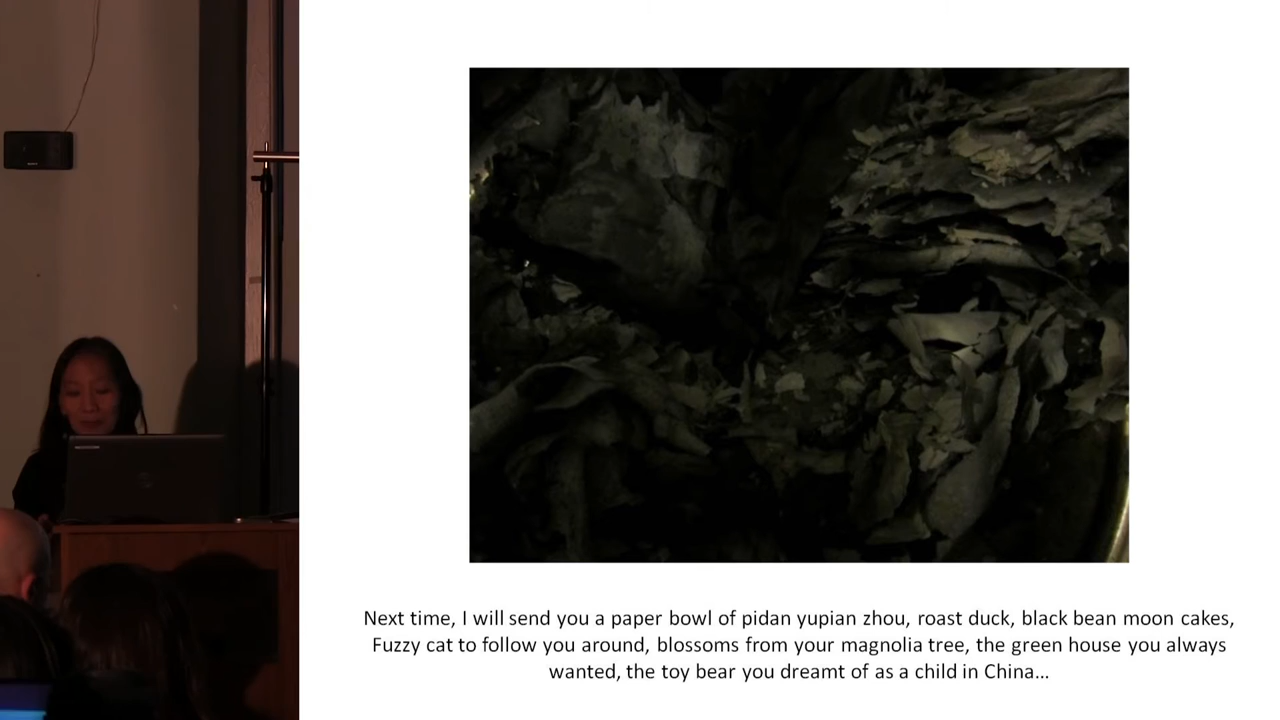 Next time, I will send you a paper bowl of pidan yupian zhou, roast duck, black bean moon cakes,
Fuzzy cat to follow you around, blossoms from your magnolia tree, the green house you always
wanted, the toy bear you dreamt of as a child in China…